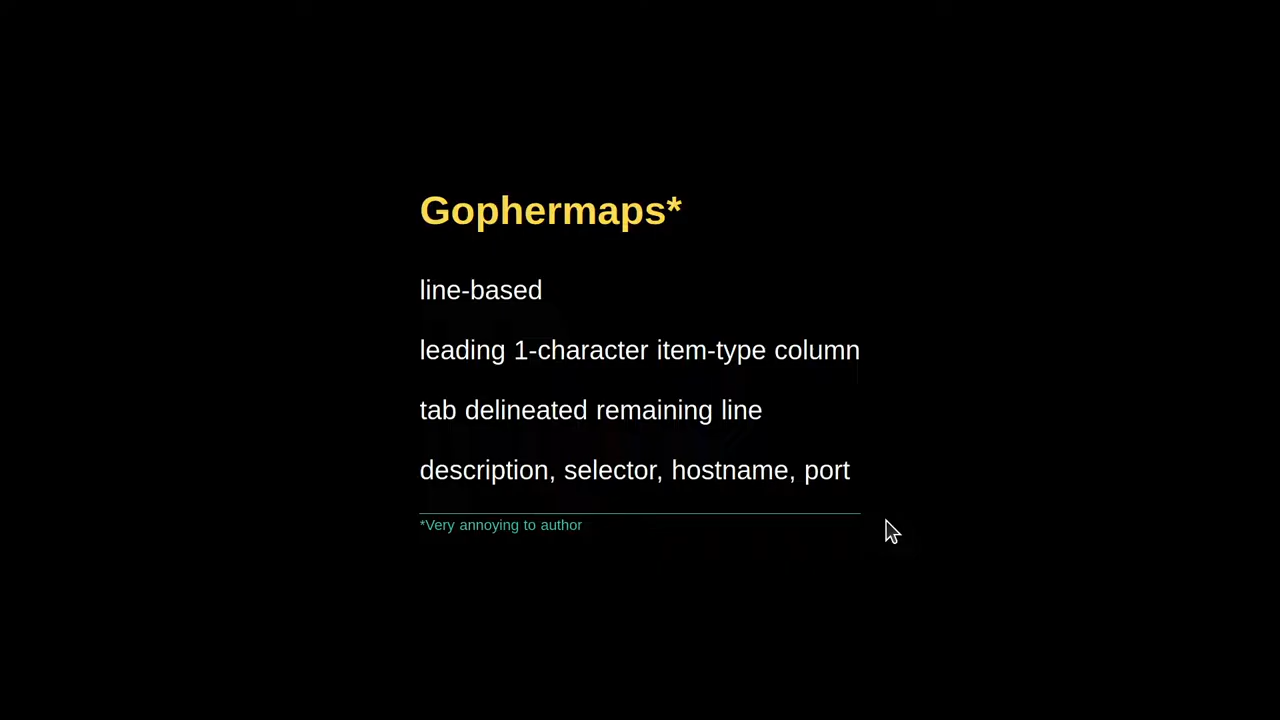 Gophermaps*
line-based
leading 1-character item-type column
tab delineated remaining line
description, selector, hostname, port
*Very annoying to author